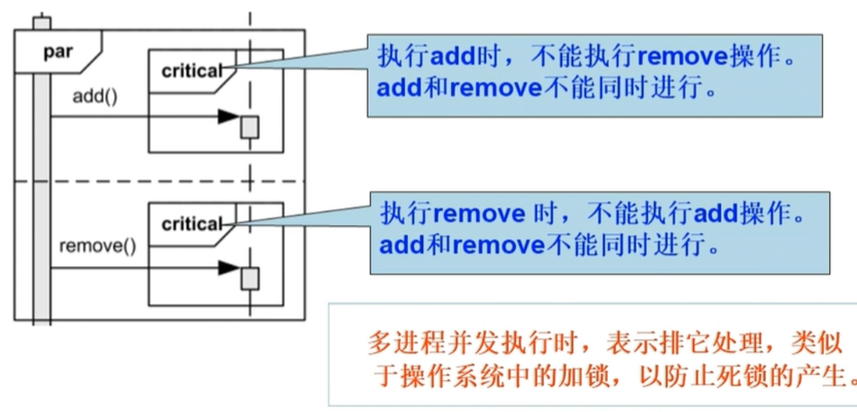 par
critical
add()
执行add时，不能执行remove操作。
add和remove不能同时进行。
critical
remove()
执行remove 时，不能执行add操作。
add和remove不能同时进行。
多进程并发执行时，表示排它处理，类似
于操作系统中的加锁，以防止死锁的产生。